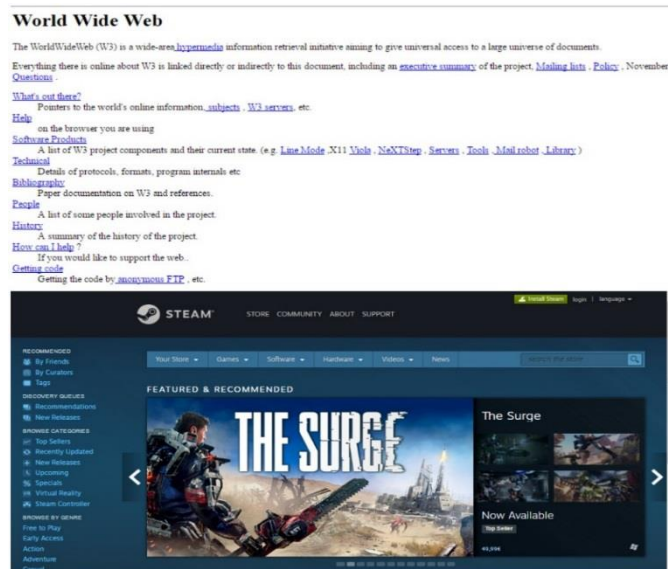 World Wide Web
The WorldWideWeb (W3) is a wide-area hypermedia information retrieval initiative aiming to give universal access to a large universe of documents.
Everything there is online about W3 is linked directly or indirectly to this document, including an executive summary of the project, Mailing lists , Policy , November
Questions .
What's out there?
Pointers to the world's online information, subjects , W3 servers, etc.
Help
on the browser you are using
Software Products
A list of W3 project components and their current state. (e.g. Line Mode ,X11 Viola , NeXTStep , Servers , Tools , Mail robot , Library )
Technical
Details of protocols, formats, program internals etc
Bibliography
Paper documentation on W3 and references.
People
A list of some people involved in the project.
History
A summary of the history of the project.
How can I help ?
If you would like to support the web..
Getting code
Getting the code by anonymous FTP , etc.
Install Steam login | language
STEAM STORE COMMUNITY ABOUT SUPPORT
RECOMMENDED
By Friends
By Curators
Tags
DISCOVERY QUEUES
Recommendations
New Releases
BROWSE CATEGORIES
Top Sellers
Recently Updated
New Releases
Upcoming
Specials
Virtual Reality
Steam Controller
BROWSE BY GENRE
Free to Play
Early Access
Action
Adventure
Your Store Games Software Hardware Videos News search the store
FEATURED & RECOMMENDED
THE SURGE
The Surge
Now Available
Top Seller